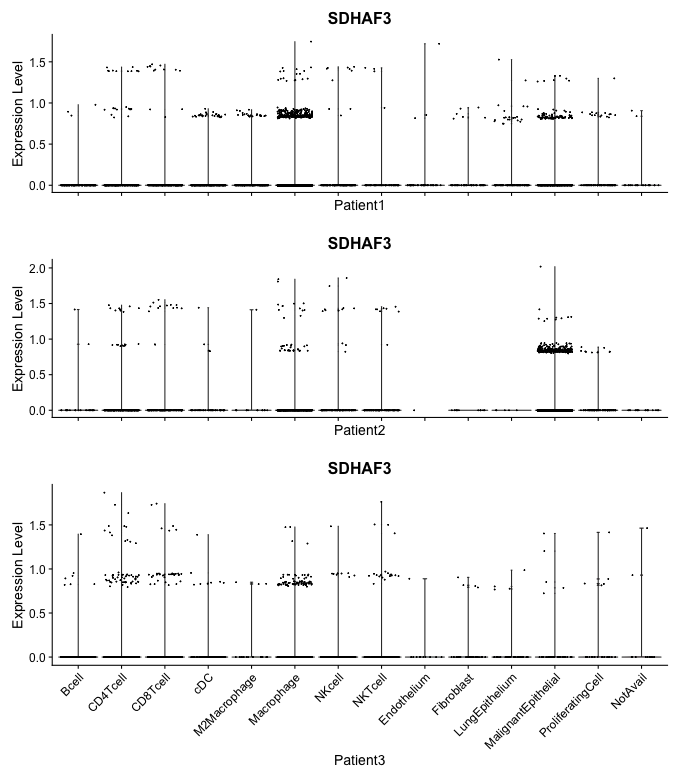 SDHAF3
Expression Level
1.5
1.0
0.5
0.0
Patient1
SDHAF3
Expression Level
2.0
1.5
1.0
0.5
0.0
Patient2
SDHAF3
Expression Level
1.5
1.0
0.5
0.0
Bcell
CD4Tcell
CD8Tcell
cDC
M2Macrophage
Macrophage
NKcell
NKTcell
Endothelium
Fibroblast
LungEpithelium
MalignantEpithelial
ProliferatingCell
NotAvail
Patient3